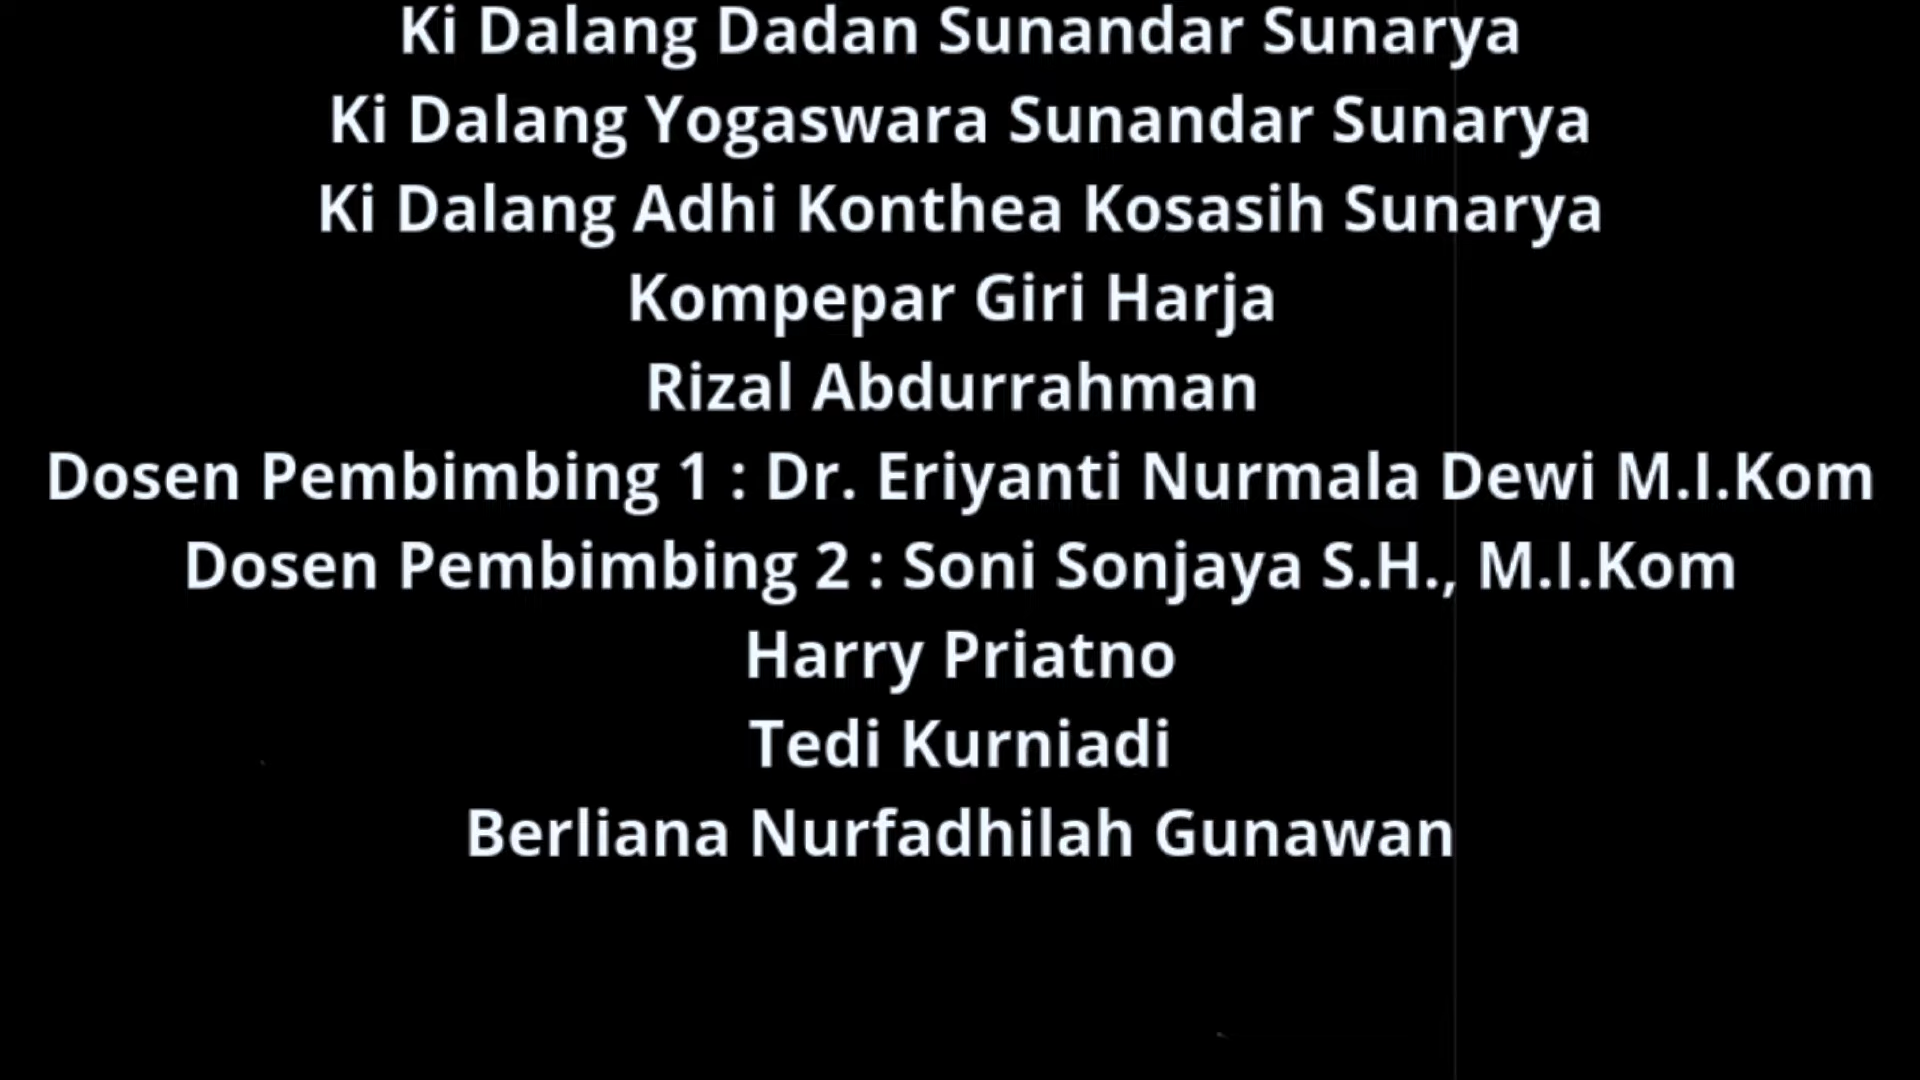 Ki Dalang Dadan Sunandar Sunarya
Ki Dalang Yogaswara Sunandar Sunarya
Ki Dalang Adhi Konthea Kosasih Sunarya
Kompepar Giri Harja
Rizal Abdurrahman
Dosen Pembimbing 1 : Dr. Eriyanti Nurmala Dewi M.I.Kom
Dosen Pembimbing 2 : Soni Sonjaya S.H., M.I.Kom
Harry Priatno
Tedi Kurniadi
Berliana Nurfadhilah Gunawan